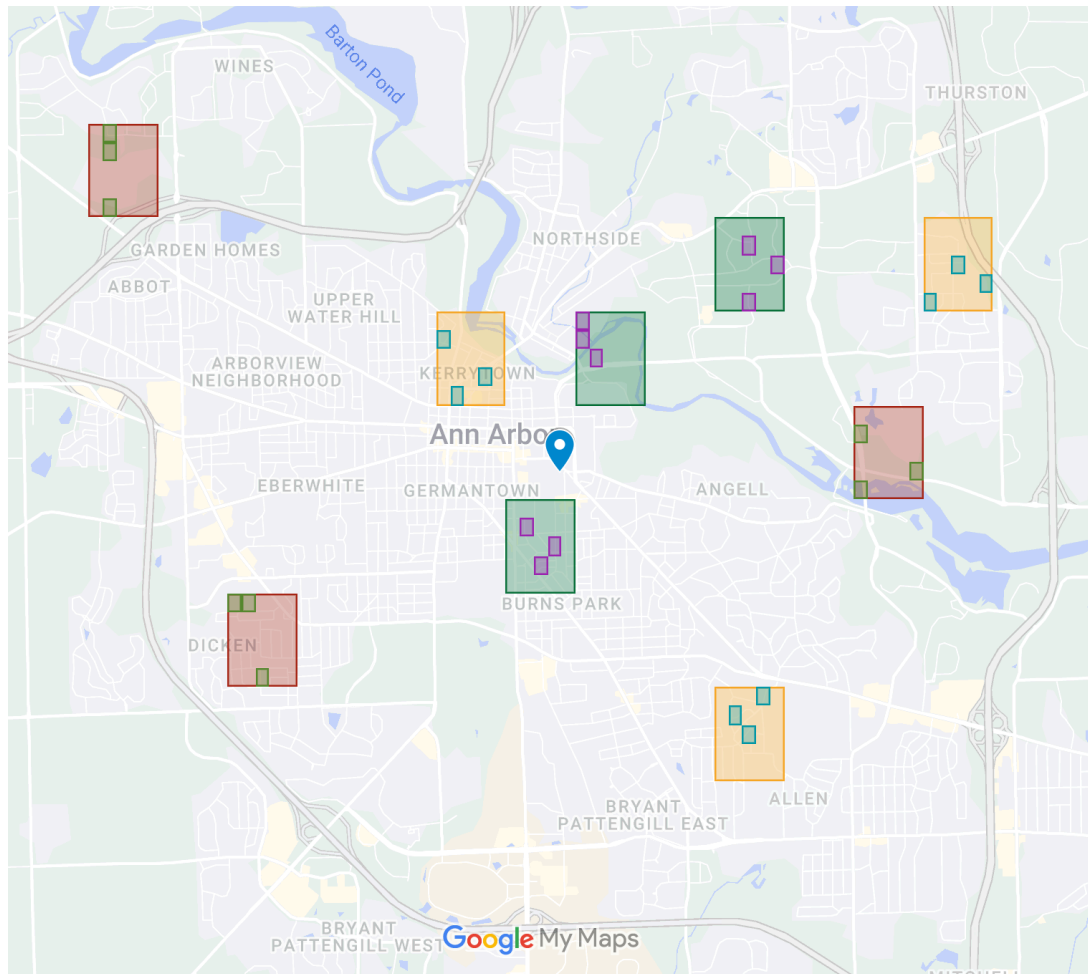 WINES
Barton Pond
THURSTON
NORTHSIDE
GARDEN HOMES
ABBOT
UPPER
WATER HILL
ARBORVIEW
NEIGHBORHOOD
KERRYTOWN
Ann Arbor
EBERWHITE
GERMANTOWN
ANGELL
BURNS PARK
DICKEN
ALLEN
BRYANT
PATTENGILL EAST
BRYANT
PATTENGILL WEST
Google My Maps
MITCHELL